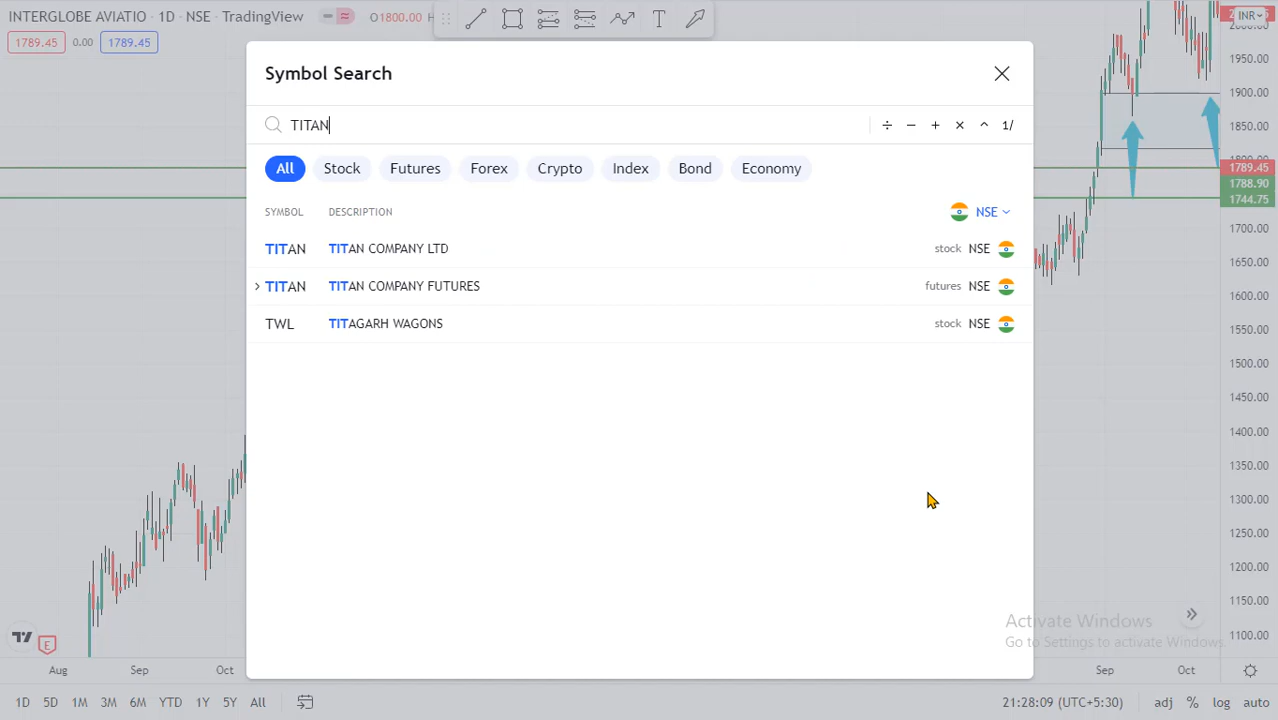 INTERGLOBE AVIATIO · 1D · NSE · TradingView
O1800.00 H
INR
1789.45 0.00 1789.45
Symbol Search
TITAN
1/
All Stock Futures Forex Crypto Index Bond Economy
SYMBOL DESCRIPTION NSE
TITAN TITAN COMPANY LTD stock NSE
TITAN TITAN COMPANY FUTURES futures NSE
TWL TITAGARH WAGONS stock NSE
1950.00
1900.00
1850.00
1789.45
1788.90
1744.75
1700.00
1650.00
1600.00
1550.00
1500.00
1450.00
1400.00
1350.00
1300.00
1250.00
1200.00
1150.00
1100.00
Activate Windows
Go to Settings to activate Windows.
E
Aug Sep Oct Sep Oct
1D 5D 1M 3M 6M YTD 1Y 5Y All 21:28:09 (UTC+5:30) adj % log auto